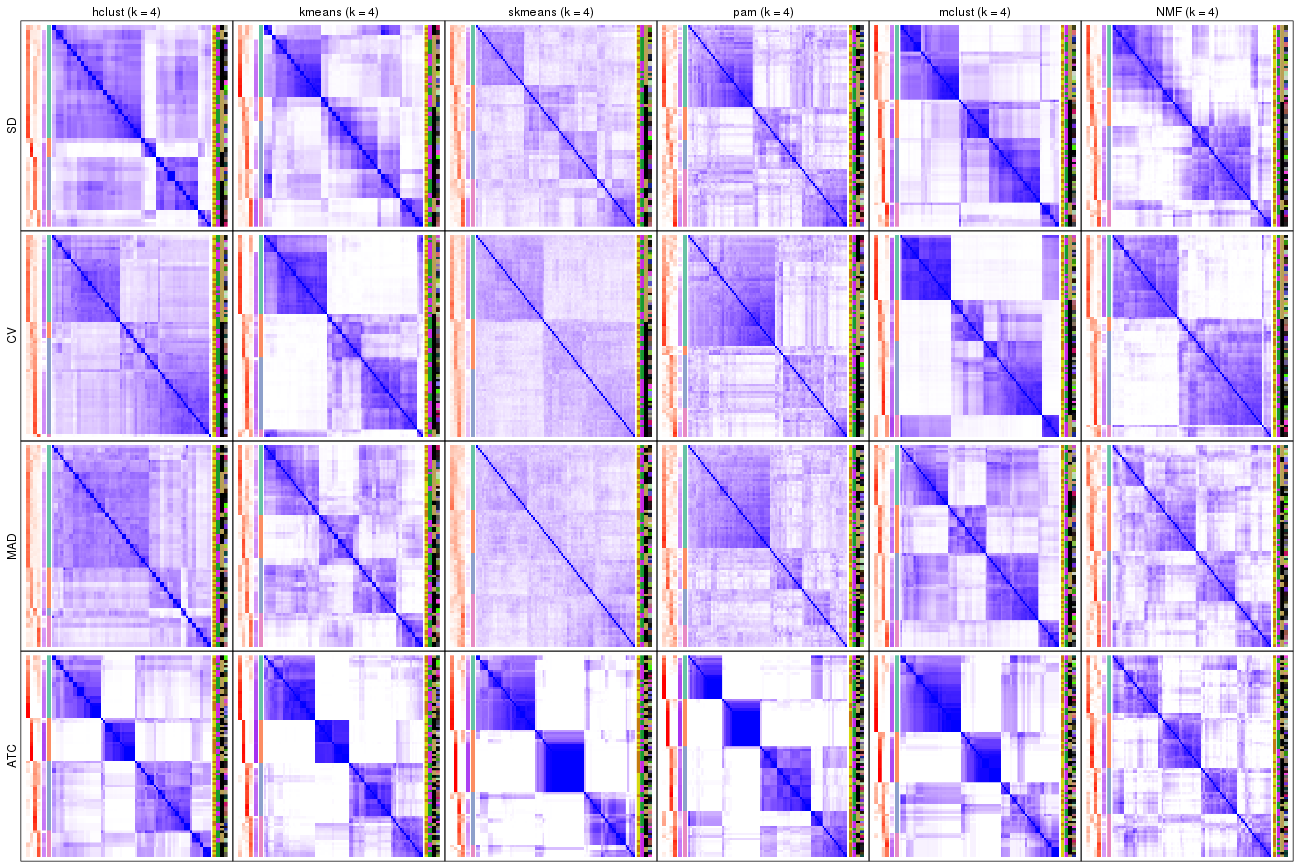 hclust (k = 4) kmeans (k = 4) skmeans (k = 4) pam (k = 4) mclust (k = 4) NMF (k = 4)
SD
CV
MAD
ATC